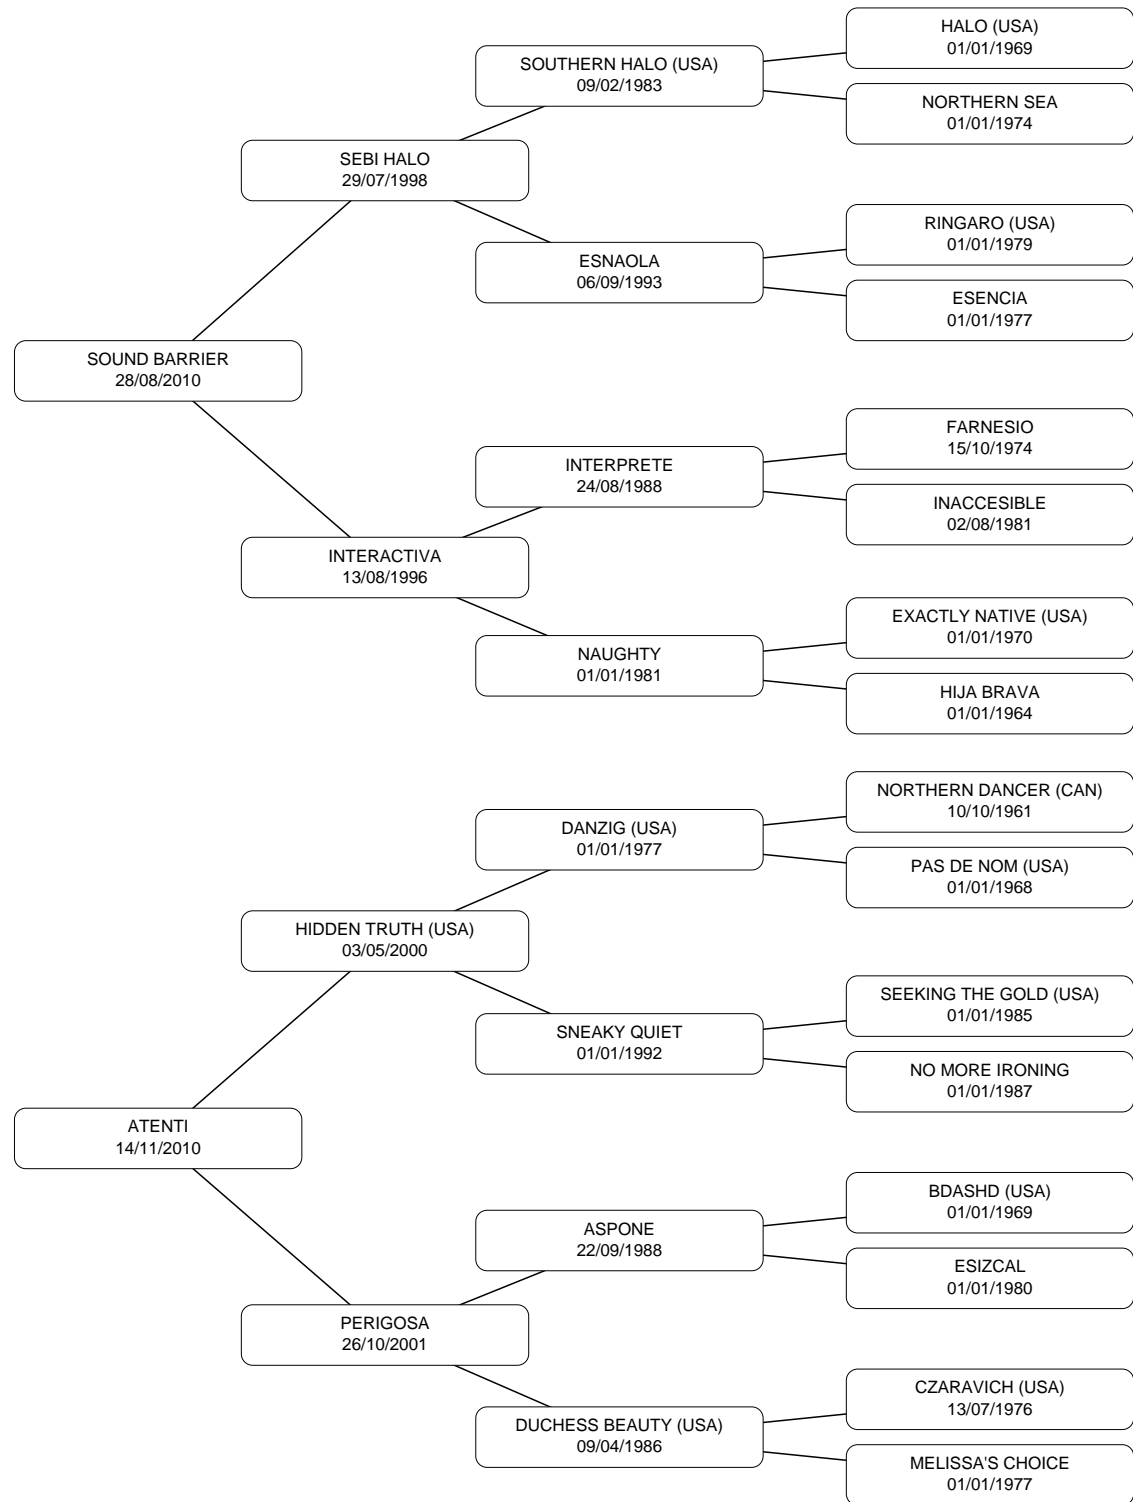 HALO (USA)
01/01/1969
SOUTHERN HALO (USA)
09/02/1983
NORTHERN SEA
01/01/1974
SEBI HALO
29/07/1998
RINGARO (USA)
01/01/1979
ESNAOLA
06/09/1993
ESENCIA
01/01/1977
SOUND BARRIER
28/08/2010
FARNESIO
15/10/1974
INTERPRETE
24/08/1988
INACCESIBLE
02/08/1981
INTERACTIVA
13/08/1996
EXACTLY NATIVE (USA)
01/01/1970
NAUGHTY
01/01/1981
HIJA BRAVA
01/01/1964
NORTHERN DANCER (CAN)
10/10/1961
DANZIG (USA)
01/01/1977
PAS DE NOM (USA)
01/01/1968
HIDDEN TRUTH (USA)
03/05/2000
SEEKING THE GOLD (USA)
01/01/1985
SNEAKY QUIET
01/01/1992
NO MORE IRONING
01/01/1987
ATENTI
14/11/2010
BDASHD (USA)
01/01/1969
ASPONE
22/09/1988
ESIZCAL
01/01/1980
PERIGOSA
26/10/2001
CZARAVICH (USA)
13/07/1976
DUCHESS BEAUTY (USA)
09/04/1986
MELISSA'S CHOICE
01/01/1977